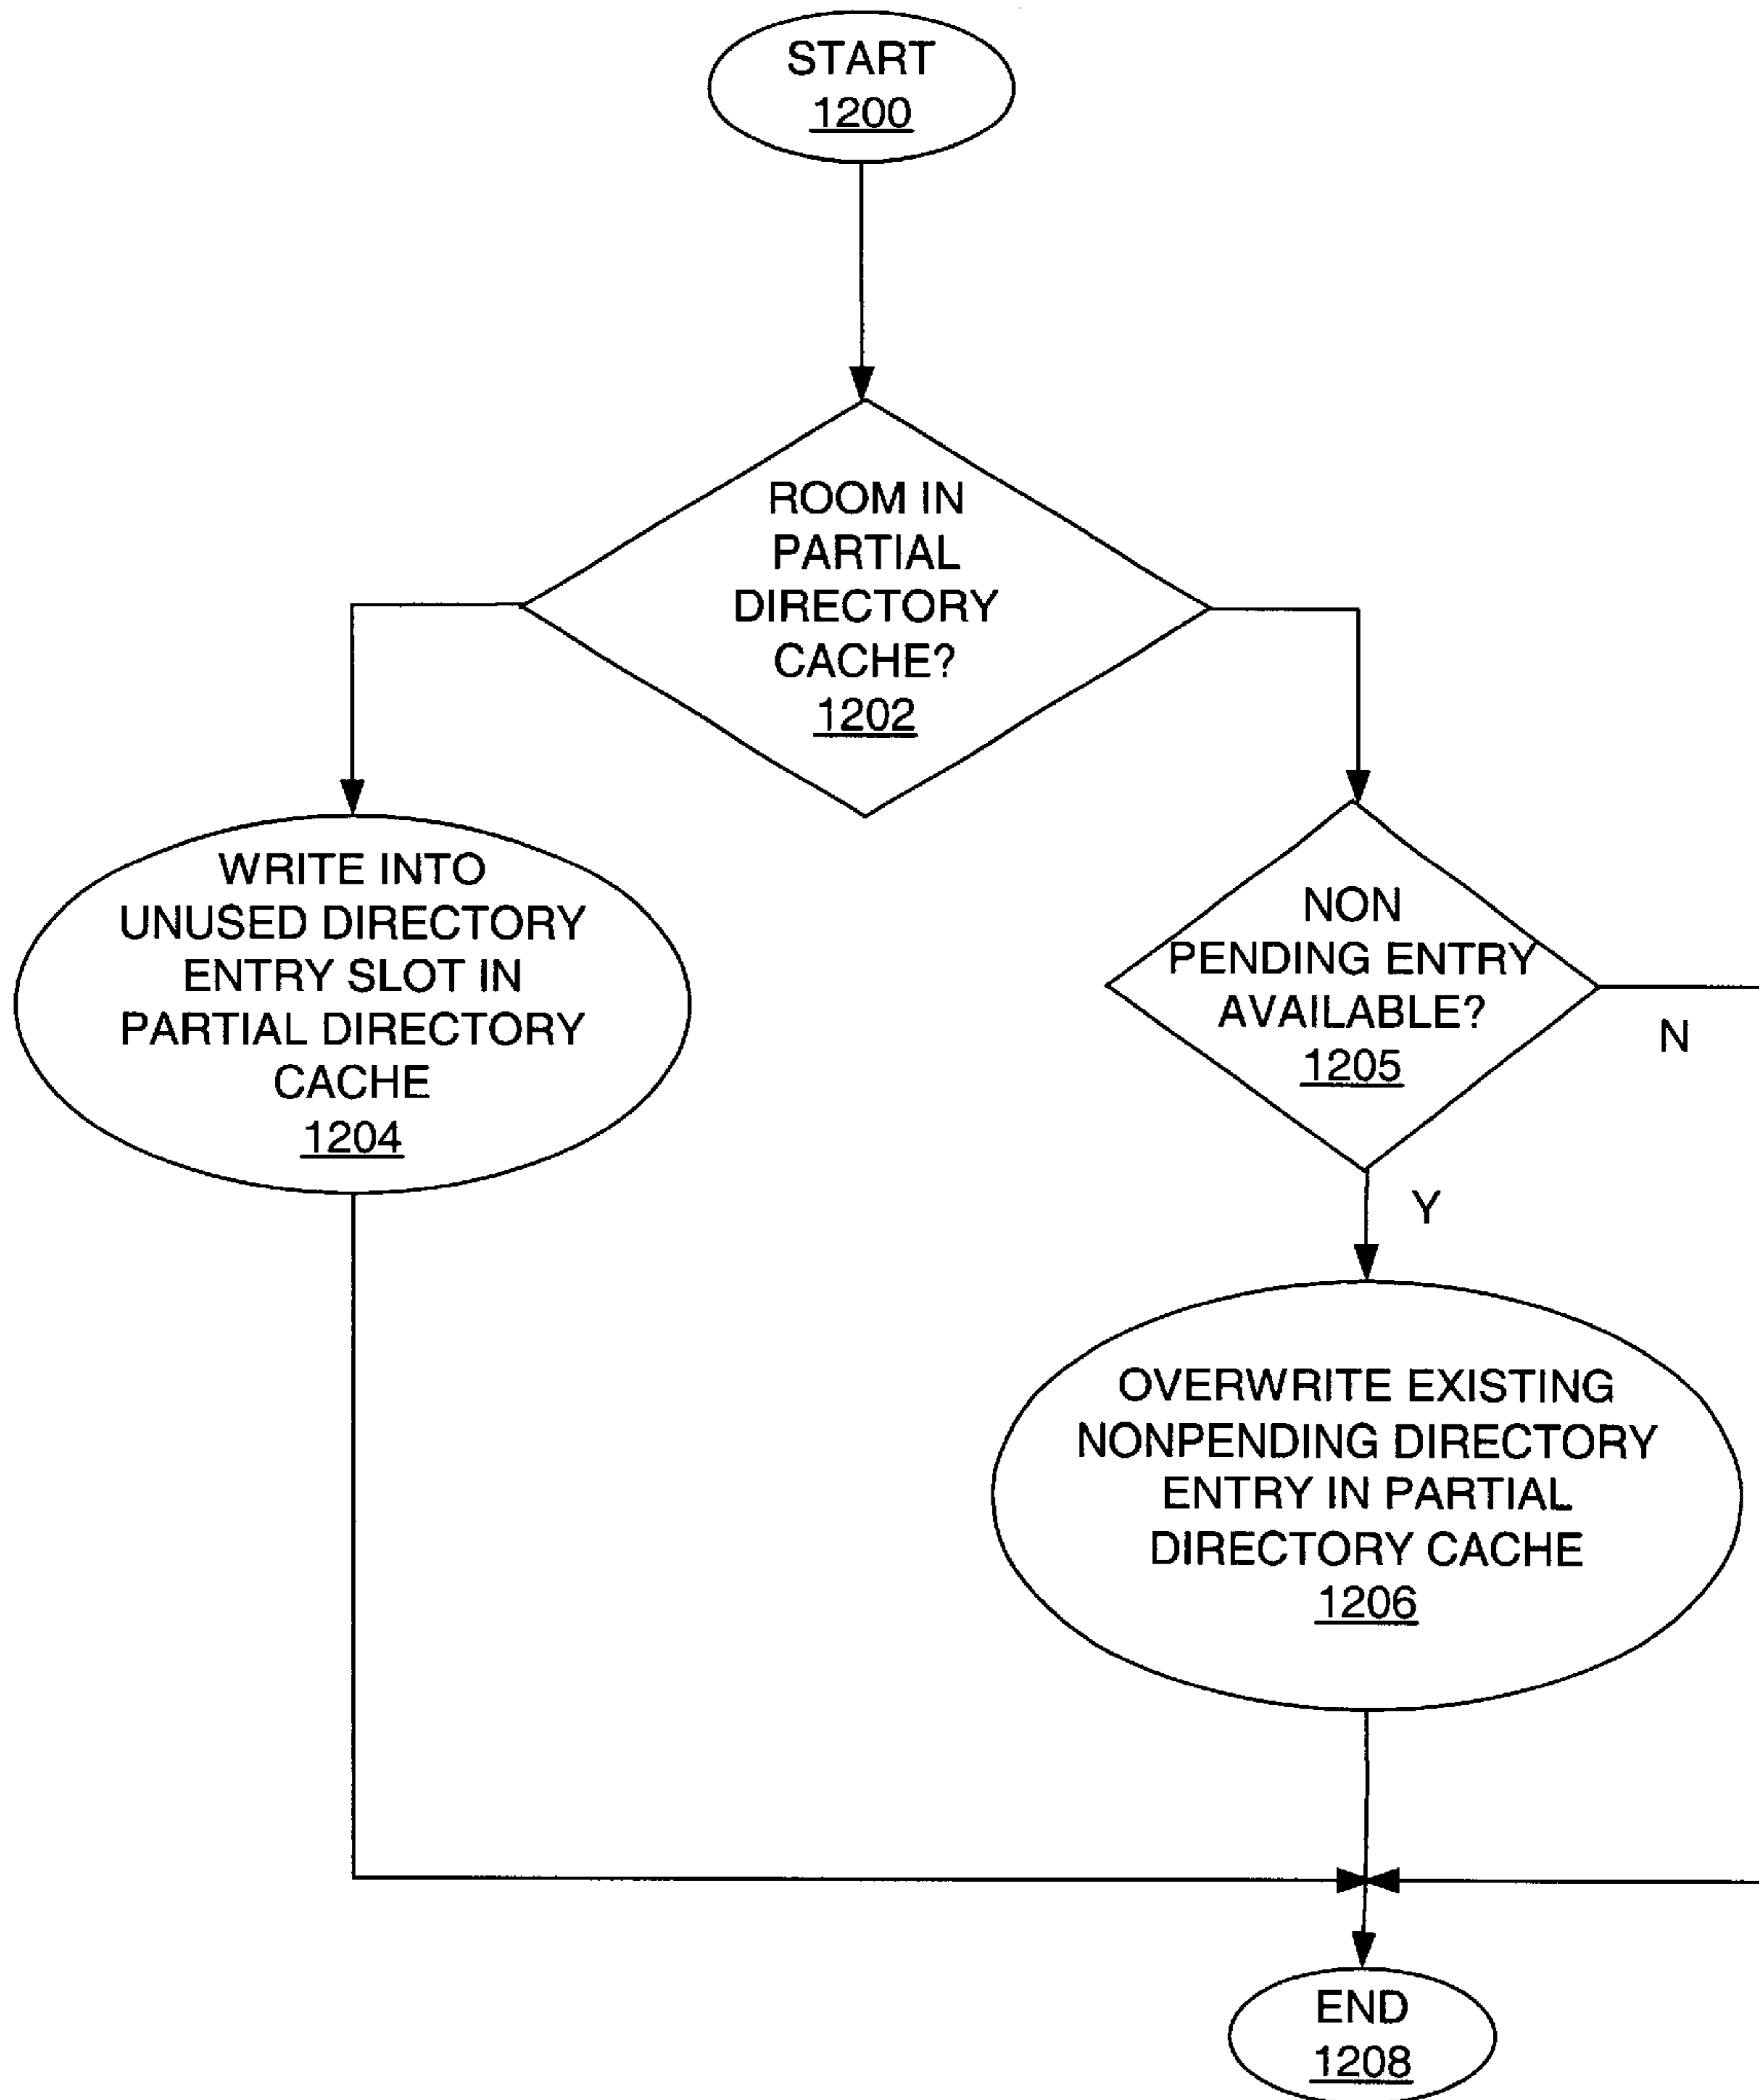 START
1200
ROOM IN
PARTIAL
DIRECTORY
CACHE?
1202
WRITE INTO
UNUSED DIRECTORY
ENTRY SLOT IN
PARTIAL DIRECTORY
CACHE
1204
NON
PENDING ENTRY
AVAILABLE?
1205
N
Y
OVERWRITE EXISTING
NONPENDING DIRECTORY
ENTRY IN PARTIAL
DIRECTORY CACHE
1206
END
1208